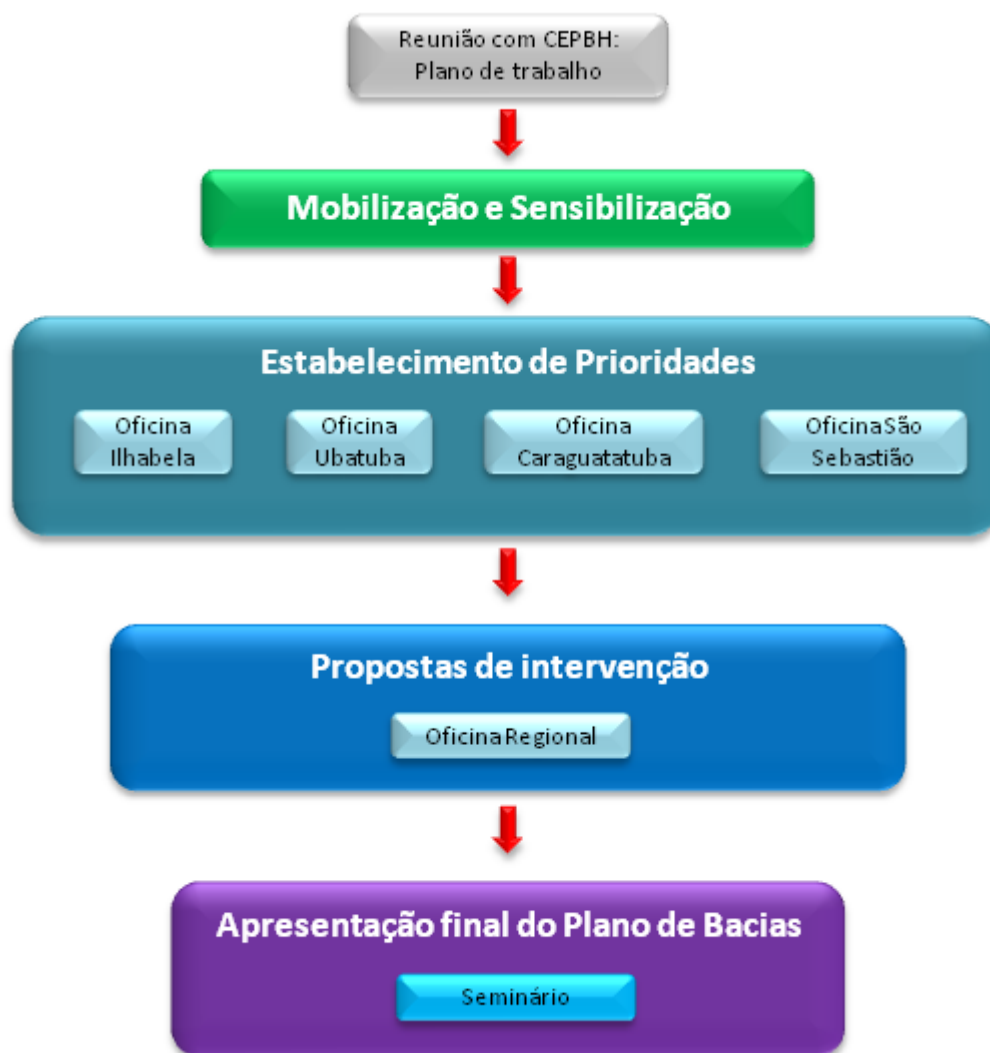 Reunião com CEPBH:
Plano de trabalho
Mobilização e Sensibilização
Estabelecimento de Prioridades
Oficina
Ilhabela
Oficina
Ubatuba
Oficina
Caraguatatuba
Oficina São
Sebastião
Propostas de intervenção
Oficina Regional
Apresentação final do Plano de Bacias
Seminário